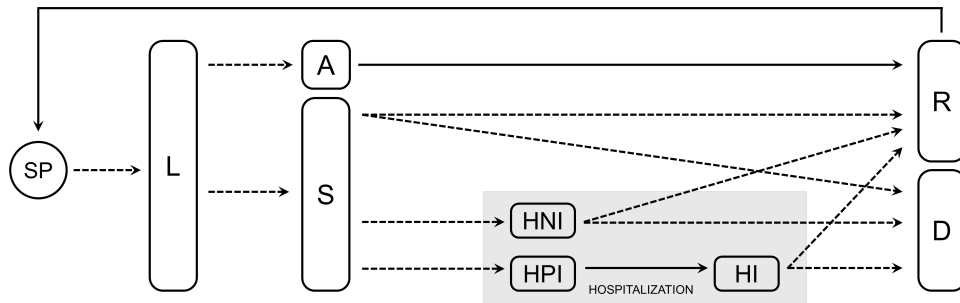 A
R
SP
L
S
HNI
D
HPI
HI
HOSPITALIZATION